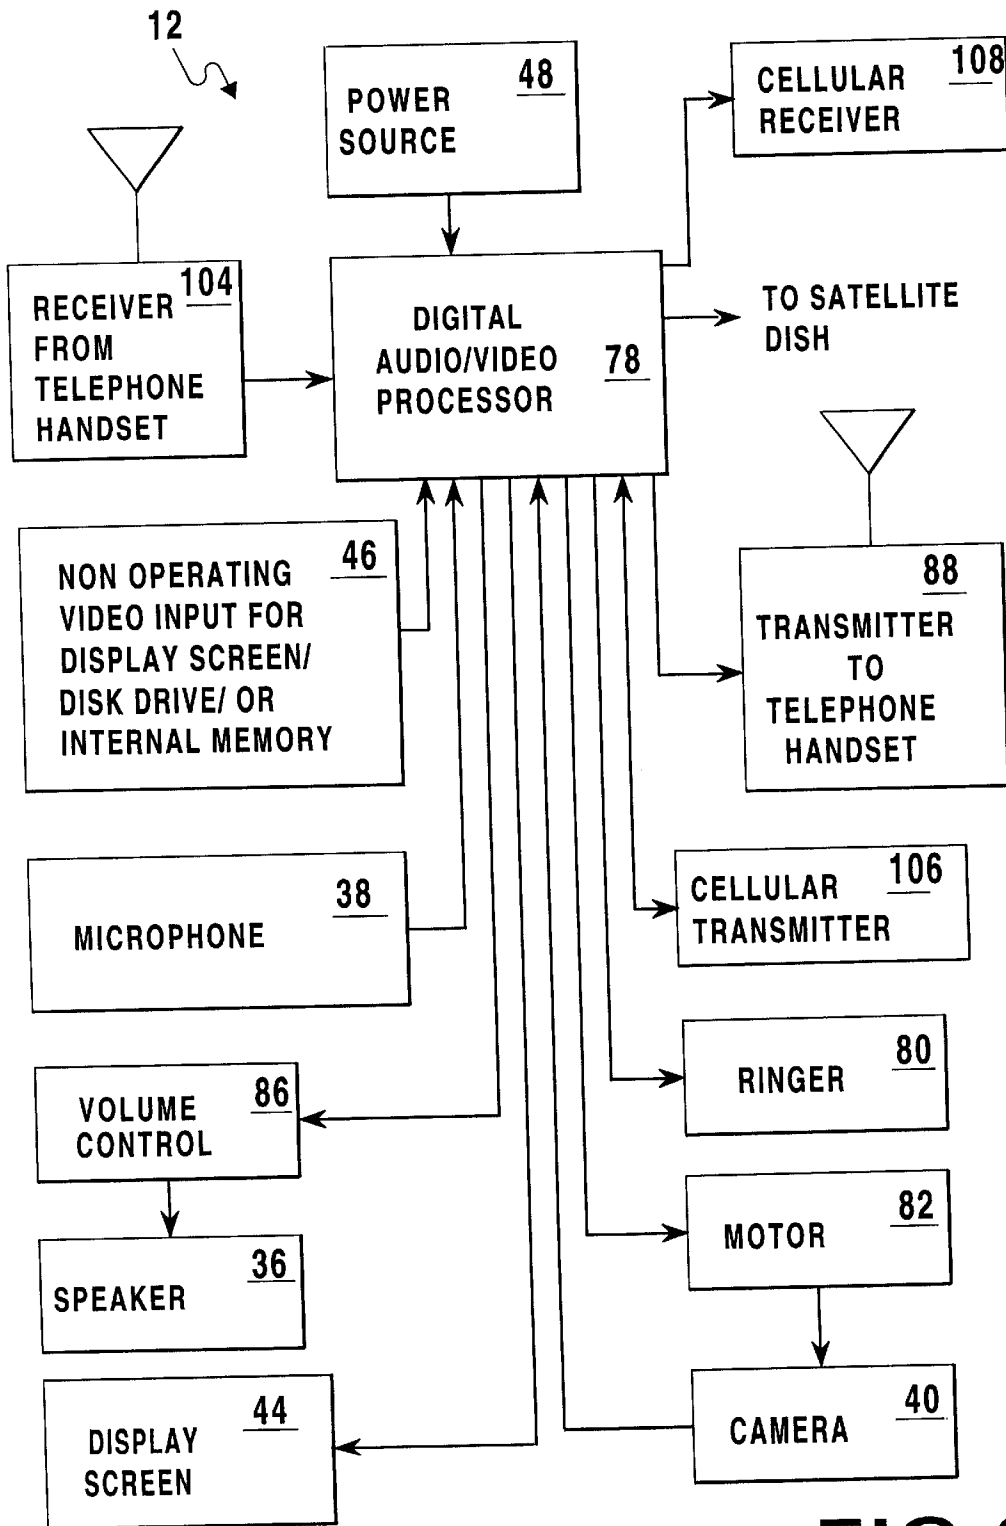 12
POWER
SOURCE
48
CELLULAR
RECEIVER
108
RECEIVER
FROM
TELEPHONE
HANDSET
104
DIGITAL
AUDIO/VIDEO
PROCESSOR
78
TO SATELLITE
DISH
NON OPERATING
VIDEO INPUT FOR
DISPLAY SCREEN/
DISK DRIVE/ OR
INTERNAL MEMORY
46
88
TRANSMITTER
TO
TELEPHONE
HANDSET
MICROPHONE
38
CELLULAR
TRANSMITTER
106
VOLUME
CONTROL
86
RINGER
80
SPEAKER
36
MOTOR
82
DISPLAY
SCREEN
44
CAMERA
40